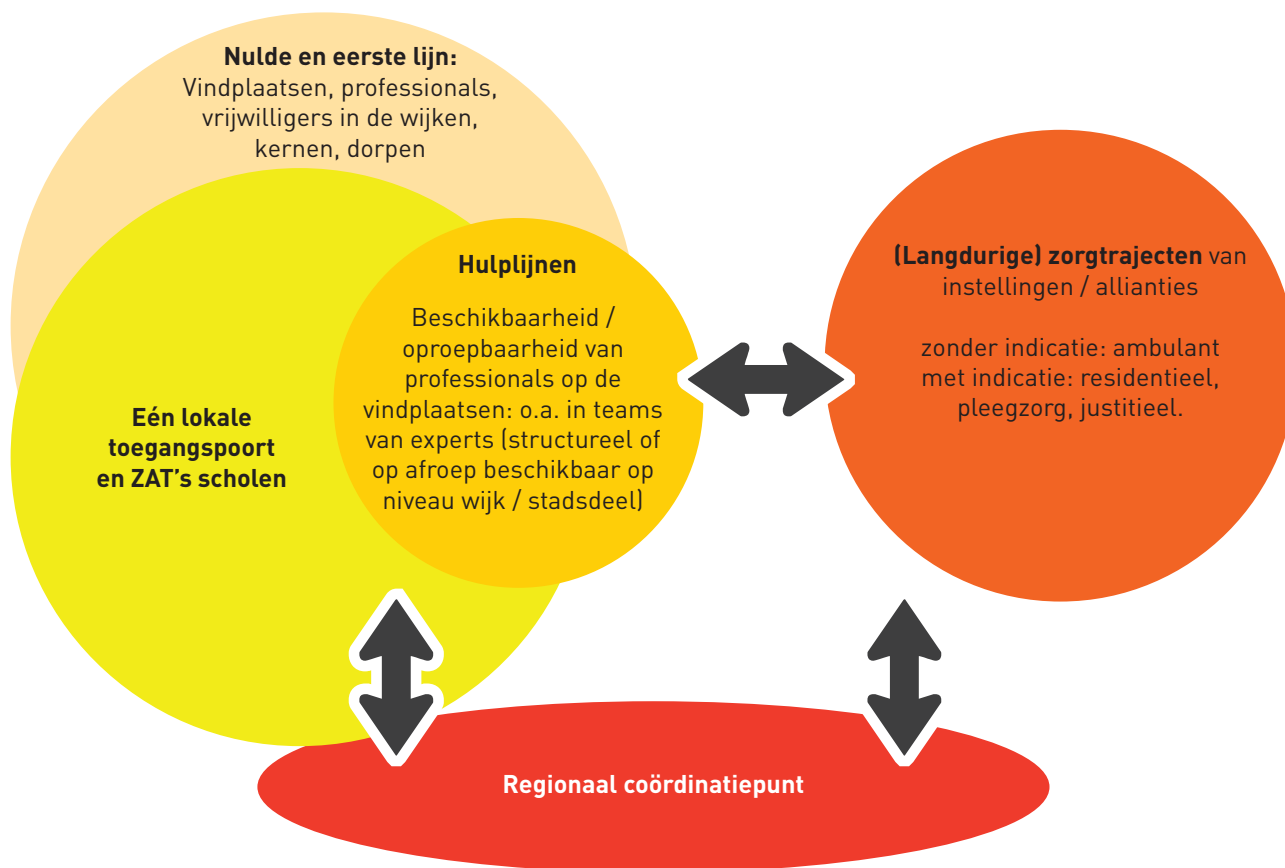 Nulde en eerste lijn:
Vindplaatsen, professionals,
vrijwilligers in de wijken,
kernen, dorpen
Eén lokale
toegangspoort
en ZAT’s scholen
Hulplijnen
Beschikbaarheid /
oproepbaarheid van
professionals op de
vindplaatsen: o.a. in teams
van experts (structureel of
op afroep beschikbaar op
niveau wijk / stadsdeel)
(Langdurige) zorgtrajecten van
instellingen / allianties
zonder indicatie: ambulant
met indicatie: residentieel,
pleegzorg, justitieel.
Regionaal coördinatiepunt